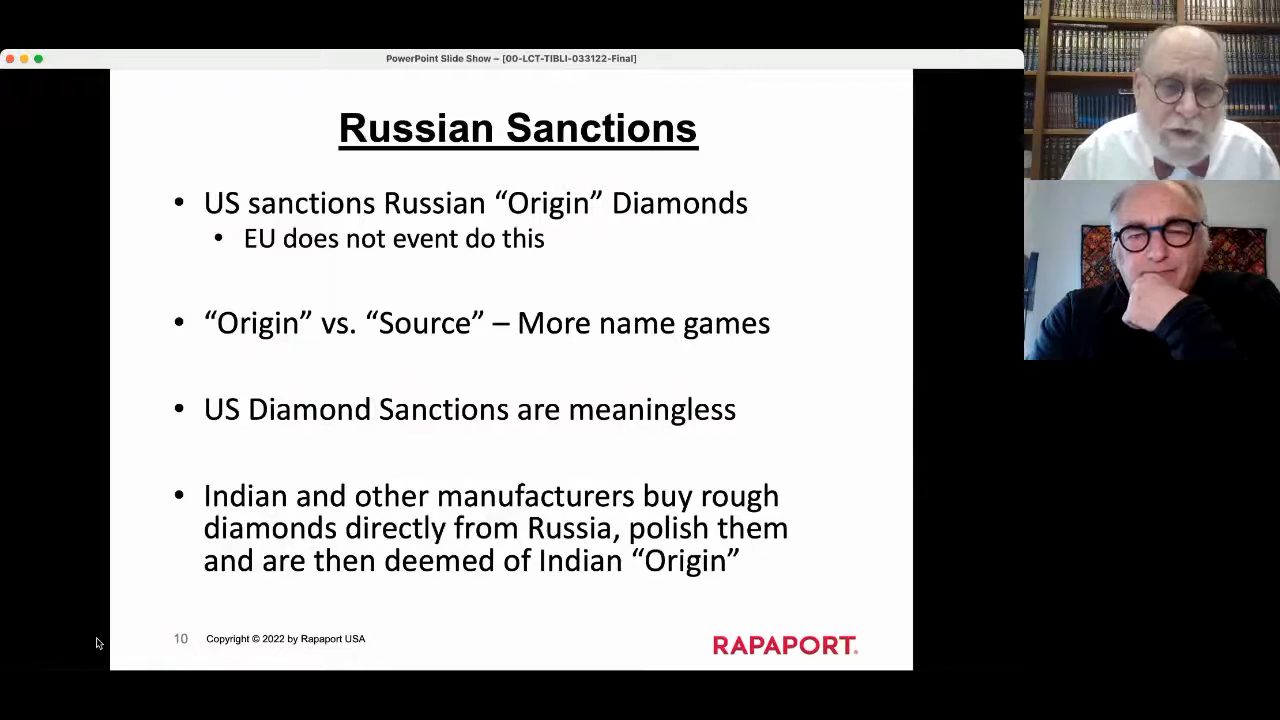 PowerPoint Slide Show – [00-LCT-TIBLI-033122-Final]
Russian Sanctions
• US sanctions Russian “Origin” Diamonds
• EU does not event do this
• “Origin” vs. “Source” – More name games
• US Diamond Sanctions are meaningless
• Indian and other manufacturers buy rough
diamonds directly from Russia, polish them
and are then deemed of Indian “Origin”
10 Copyright © 2022 by Rapaport USA
RAPAPORT®